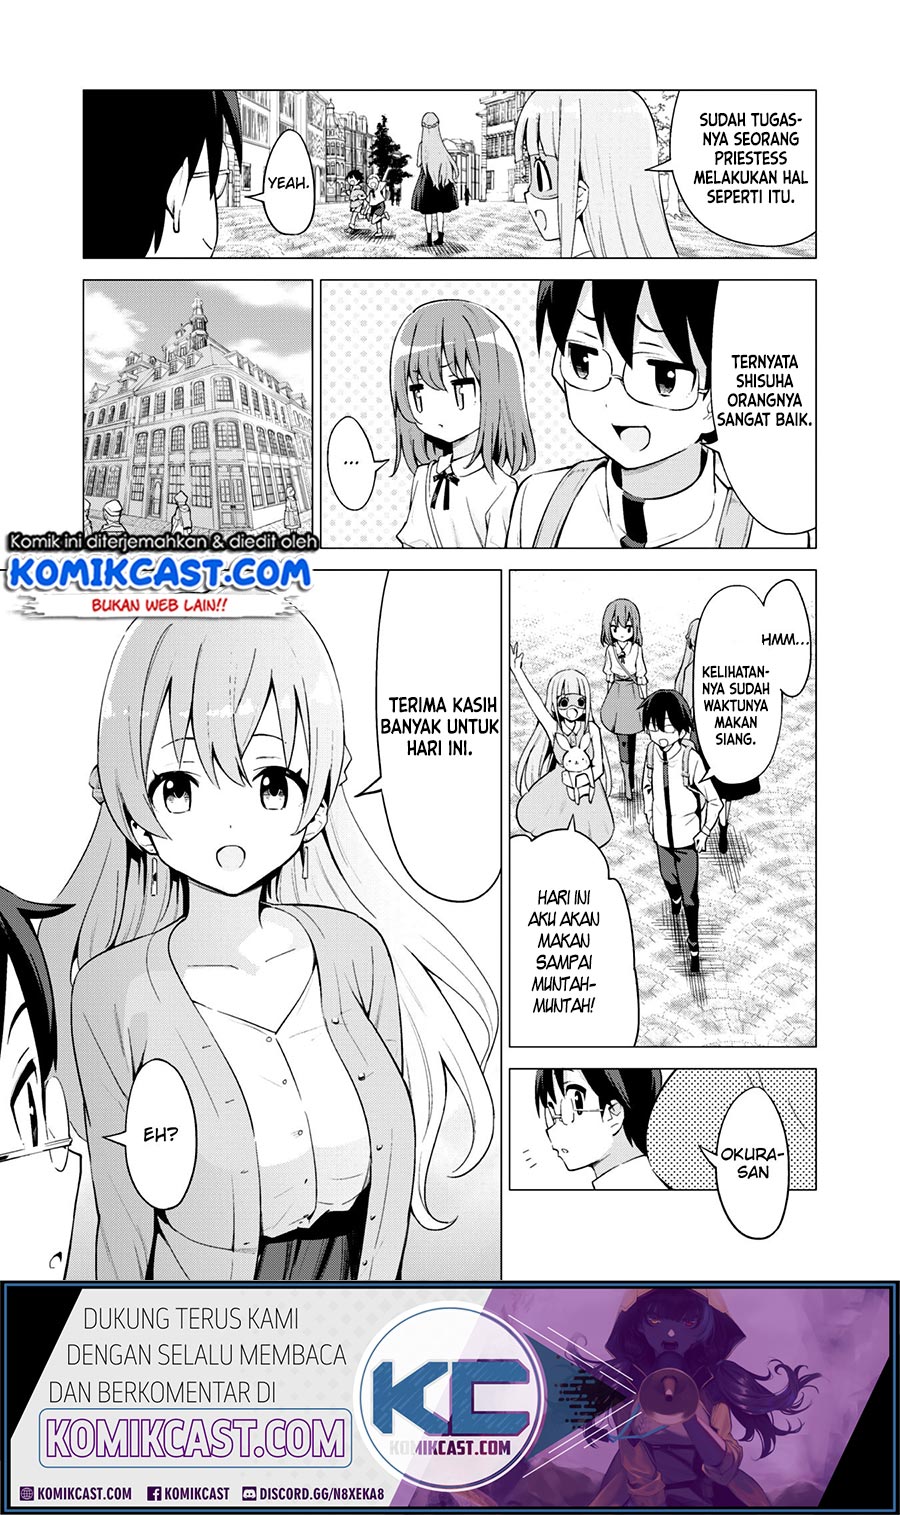 SUDAH TUGAS-
NYA SEORANG
PRIESTESS
MELAKUKAN HAL
SEPERTI ITU.
YEAH.
TERNYATA
SHISUHA
ORANGNYA
SANGAT BAIK.
...
Komik ini diterjemahkan & diedit oleh
KOMIKCAST.COM
BUKAN WEB LAIN!!
HMM...
KELIHATAN-
NYA SUDAH
WAKTUNYA
MAKAN
SIANG.
HARI INI
AKU AKAN
MAKAN
SAMPAI
MUNTAH-
MUNTAH!
OKURA-
SAN
TERIMA KASIH
BANYAK UNTUK
HARI INI.
EH?
DUKUNG TERUS KAMI
DENGAN SELALU MEMBACA
DAN BERKOMENTAR DI
KOMIKCAST.COM
KC
KOMIKCAST.COM
KOMIKCAST.COM KOMIKCAST DISCORD.GG/N8XEKA8